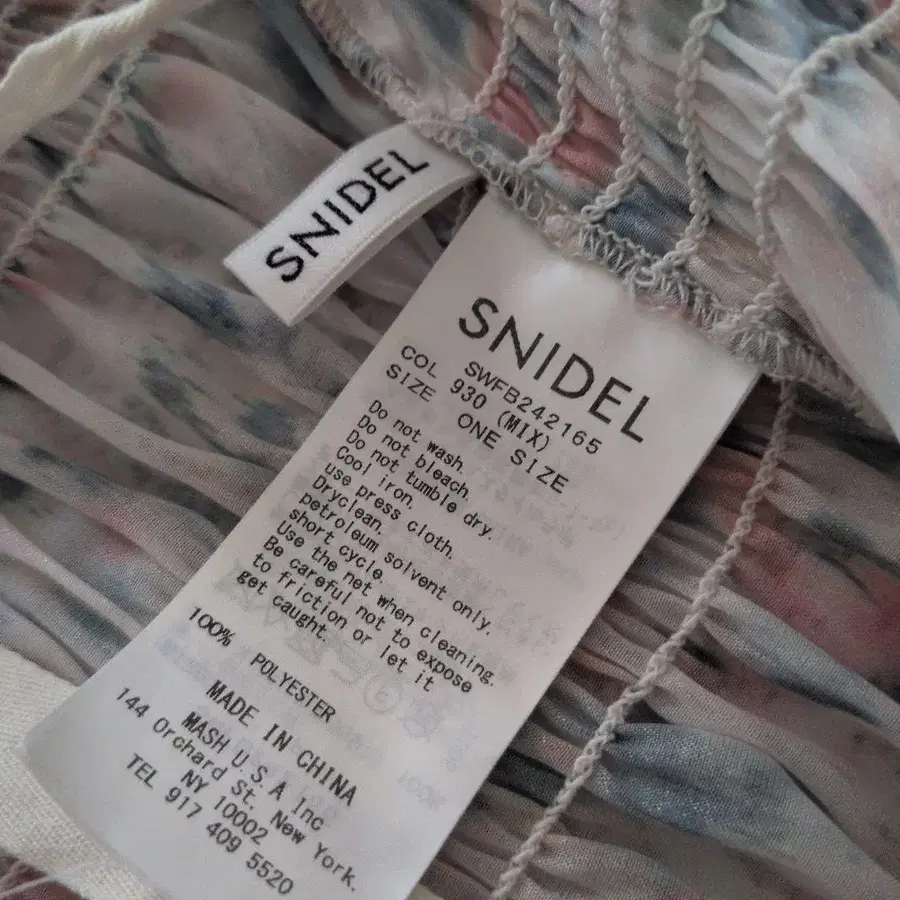 SNIDEL
SNIDEL
SWFB242165
COL 930 (MIX)
SIZE ONE SIZE
Do not wash.
Do not bleach.
Do not tumble dry.
Cool iron.
use press cloth.
Dryclean.
petroleum solvent only.
short cycle.
Use the net when cleaning.
Be careful not to expose
to friction or let it
get caught.
100% POLYESTER
MADE IN CHINA
MASH U.S.A Inc
144 Orchard St. New York.
NY 10002
TEL 917 409 5520